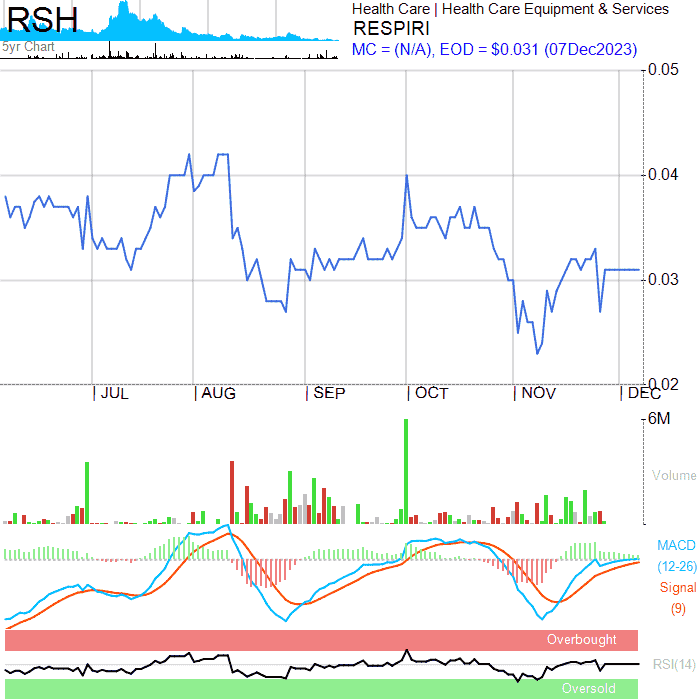 RSH
Health Care | Health Care Equipment & Services
RESPIRI
5yr Chart
MC = (N/A), EOD = $0.031 (07Dec2023)
0.05
0.04
0.03
0.02
JUL
AUG
SEP
OCT
NOV
DEC
6M
Volume
MACD
(12-26)
Signal
(9)
Overbought
RSI(14)
Oversold